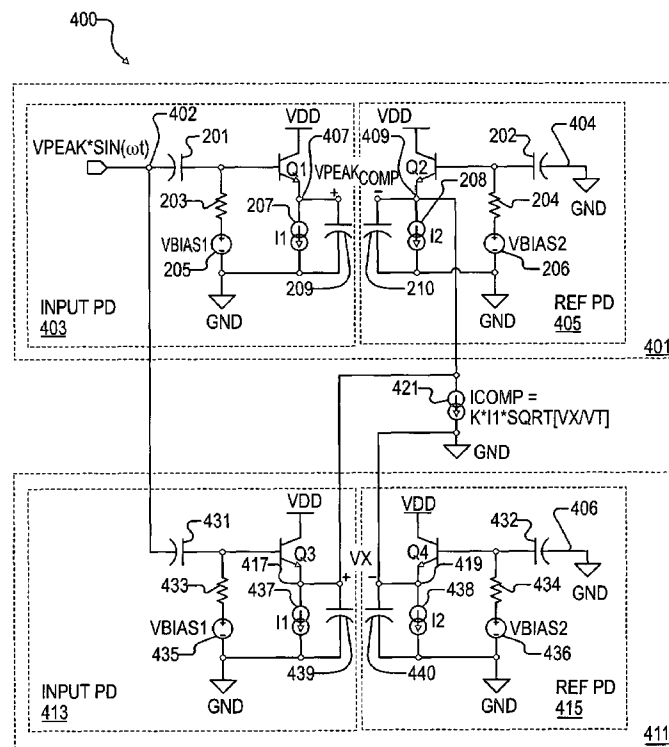 400
402
VPEAK*SIN(ωt)
201
VDD
407
409
VDD
202
404
Q1
VPEAKCOMP
Q2
+
−
208
GND
203
207
I1
I2
204
VBIAS1
205
209
210
VBIAS2
206
INPUT PD
403
GND
GND
REF PD
405
401
421
ICOMP =
K*I1*SQRT[VX/VT]
GND
431
VDD
VDD
432
406
Q3
417
VX
Q4
419
+
−
GND
433
437
I1
438
I2
434
VBIAS1
435
439
440
VBIAS2
436
INPUT PD
413
GND
GND
REF PD
415
411